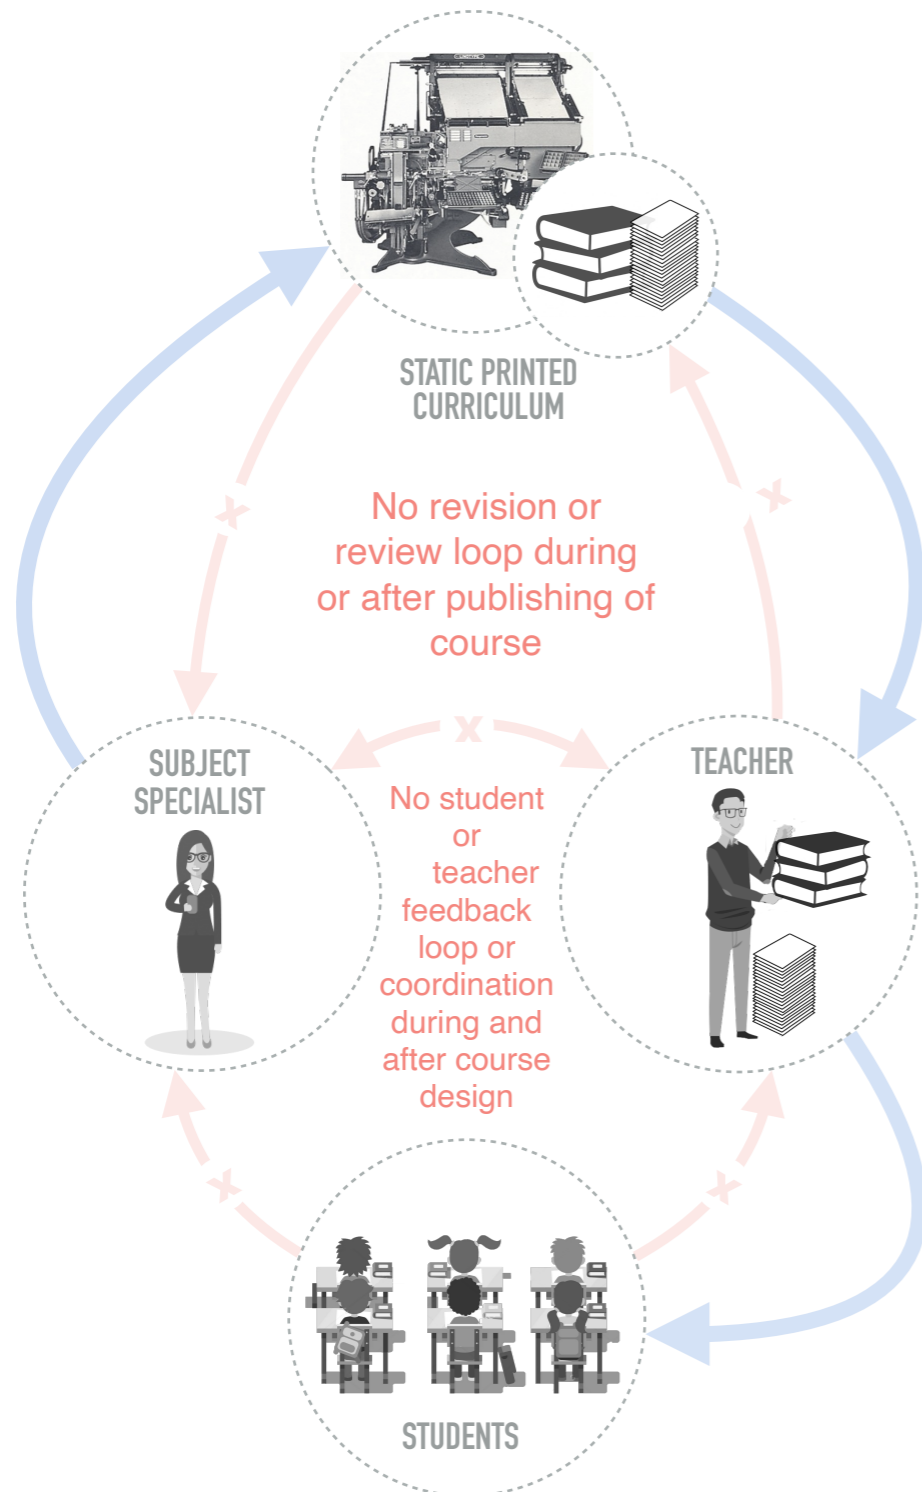 STATIC PRINTED
CURRICULUM
X
X
No revision or
review loop during
or after publishing of
course
X
SUBJECT
SPECIALIST
TEACHER
No student
or
teacher
feedback
loop or
coordination
during and
after course
design
X
X
STUDENTS